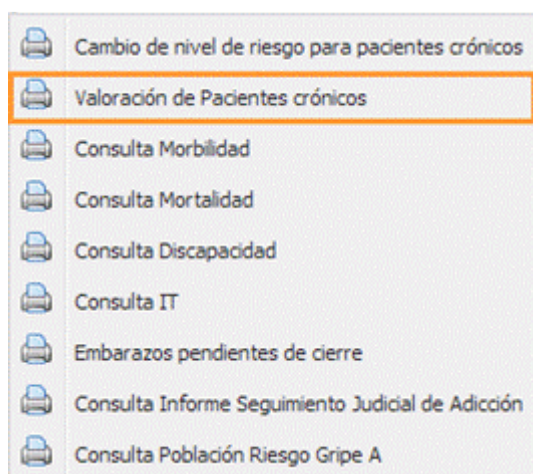 Cambio de nivel de riesgo para pacientes crónicos
Valoración de Pacientes crónicos
Consulta Morbilidad
Consulta Mortalidad
Consulta Discapacidad
Consulta IT
Embarazos pendientes de cierre
Consulta Informe Seguimiento Judicial de Adicción
Consulta Población Riesgo Gripe A